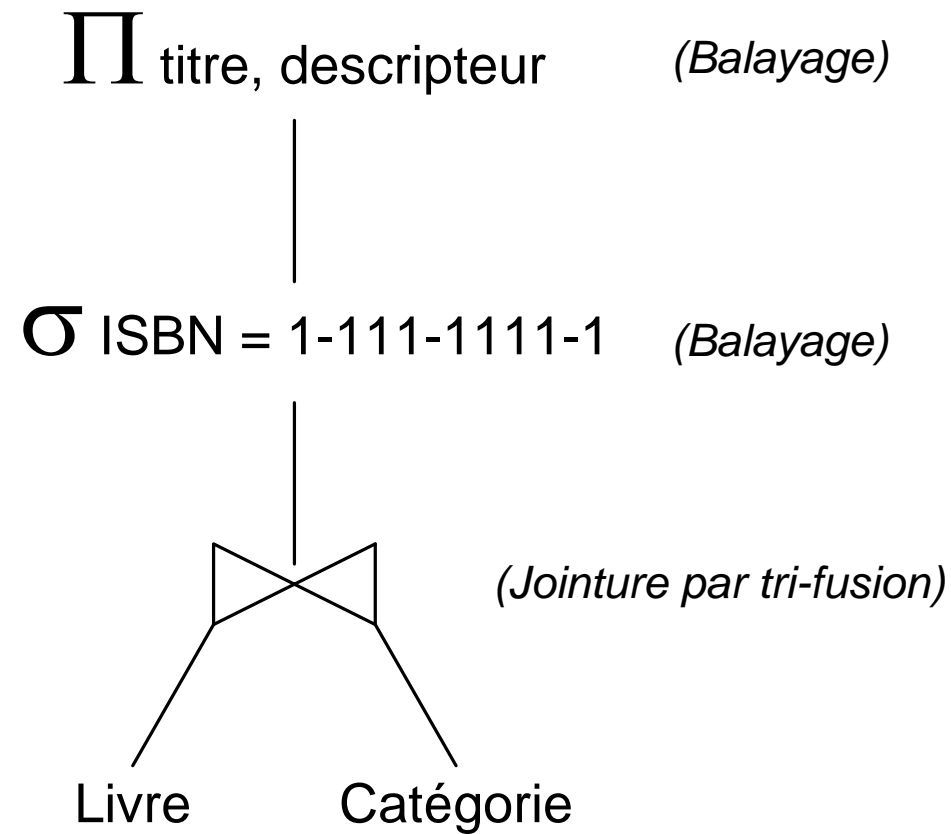 Π titre, descripteur (Balayage)
σ ISBN = 1-111-1111-1 (Balayage)
(Jointure par tri-fusion)
Livre Catégorie